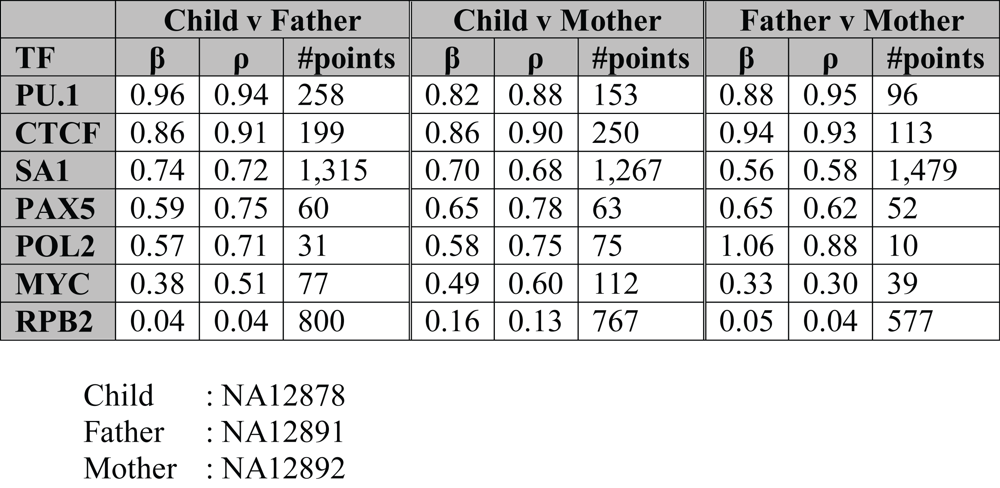 Child v Father Child v Mother Father v Mother
TF β ρ #points β ρ #points β ρ #points
PU.1 0.96 0.94 258 0.82 0.88 153 0.88 0.95 96
CTCF 0.86 0.91 199 0.86 0.90 250 0.94 0.93 113
SA1 0.74 0.72 1,315 0.70 0.68 1,267 0.56 0.58 1,479
PAX5 0.59 0.75 60 0.65 0.78 63 0.65 0.62 52
POL2 0.57 0.71 31 0.58 0.75 75 1.06 0.88 10
MYC 0.38 0.51 77 0.49 0.60 112 0.33 0.30 39
RPB2 0.04 0.04 800 0.16 0.13 767 0.05 0.04 577
Child : NA12878
Father : NA12891
Mother : NA12892